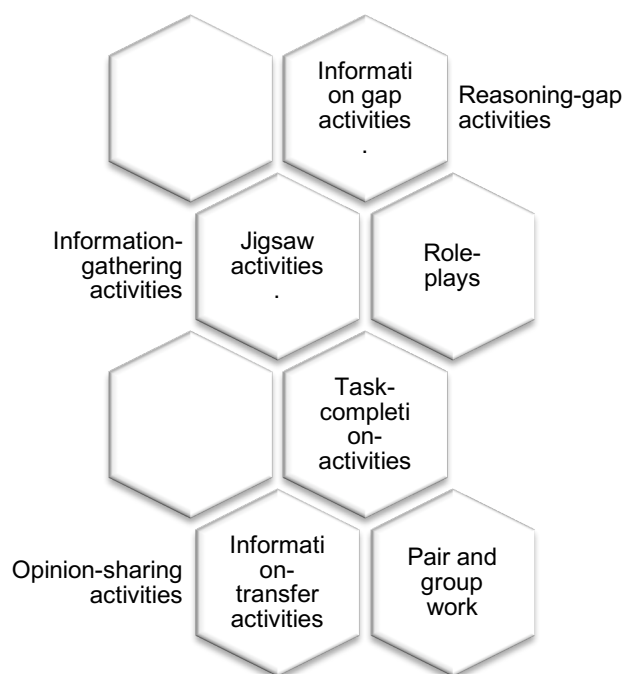 Informati
on gap
activities
.
Reasoning-gap
activities
Information-
gathering
activities
Jigsaw
activities
.
Role-
plays
Task-
completi
on-
activities
Opinion-sharing
activities
Informati
on-
transfer
activities
Pair and
group
work